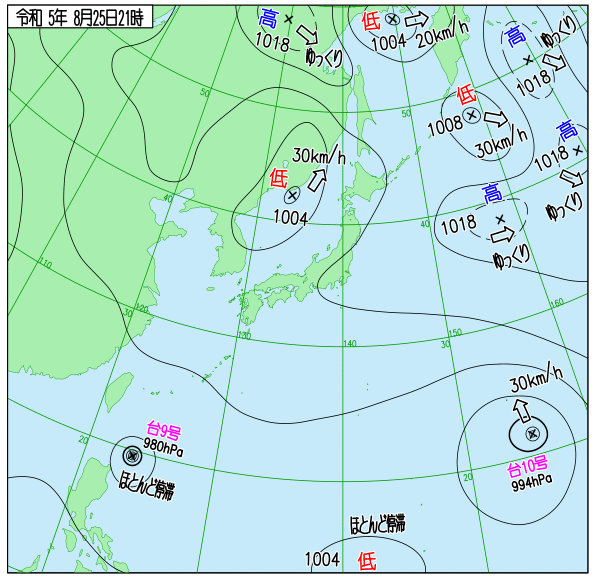 令和 5年 8月25日21時
高
1018
ゆっくり
低
1004
20km/h
高
ゆっくり
1018
50
50
低
1008
30km/h
高
1018
ゆっくり
30km/h
低
1004
40
40
高
1018
ゆっくり
110
120
30
130
140
150
30
160
30km/h
台9号
980hPa
ほとんど停滞
20
台10号
994hPa
20
ほとんど停滞
1004
低